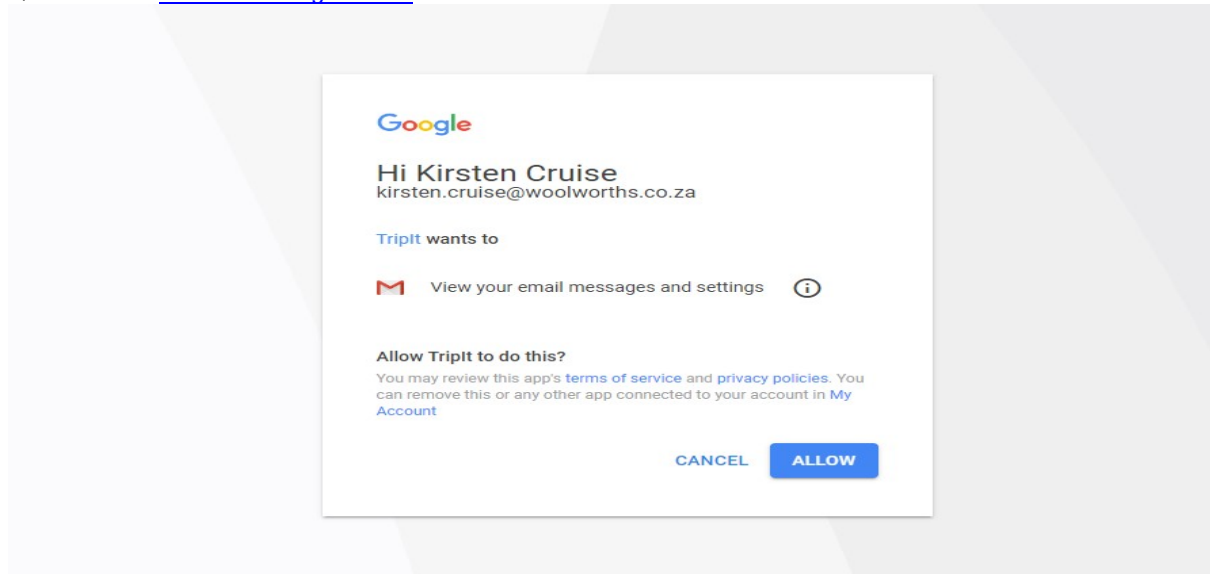 Google
Hi Kirsten Cruise
kirsten.cruise@woolworths.co.za
TripIt wants to
View your email messages and settings
Allow TripIt to do this?
You may review this app's terms of service and privacy policies. You
can remove this or any other app connected to your account in My
Account
CANCEL ALLOW